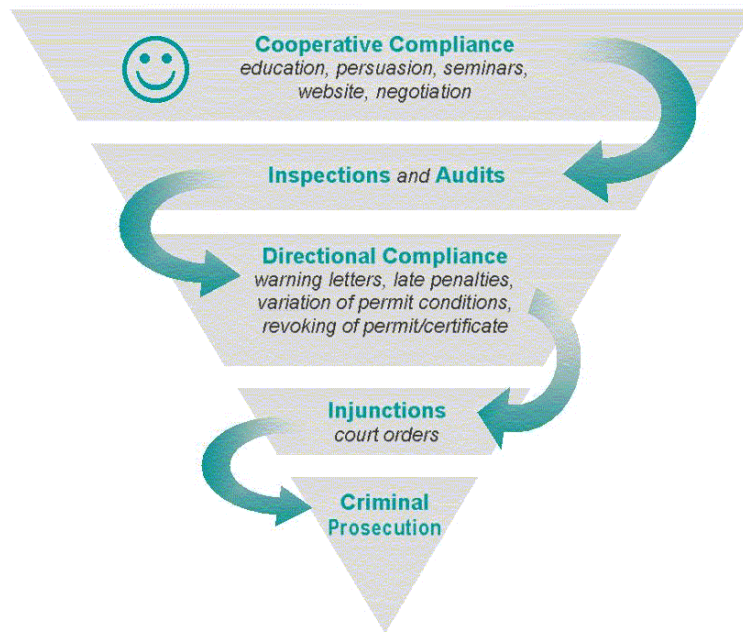 Cooperative Compliance
education, persuasion, seminars,
website, negotiation
Inspections and Audits
Directional Compliance
warning letters, late penalties,
variation of permit conditions,
revoking of permit/certificate
Injunctions
court orders
Criminal
Prosecution